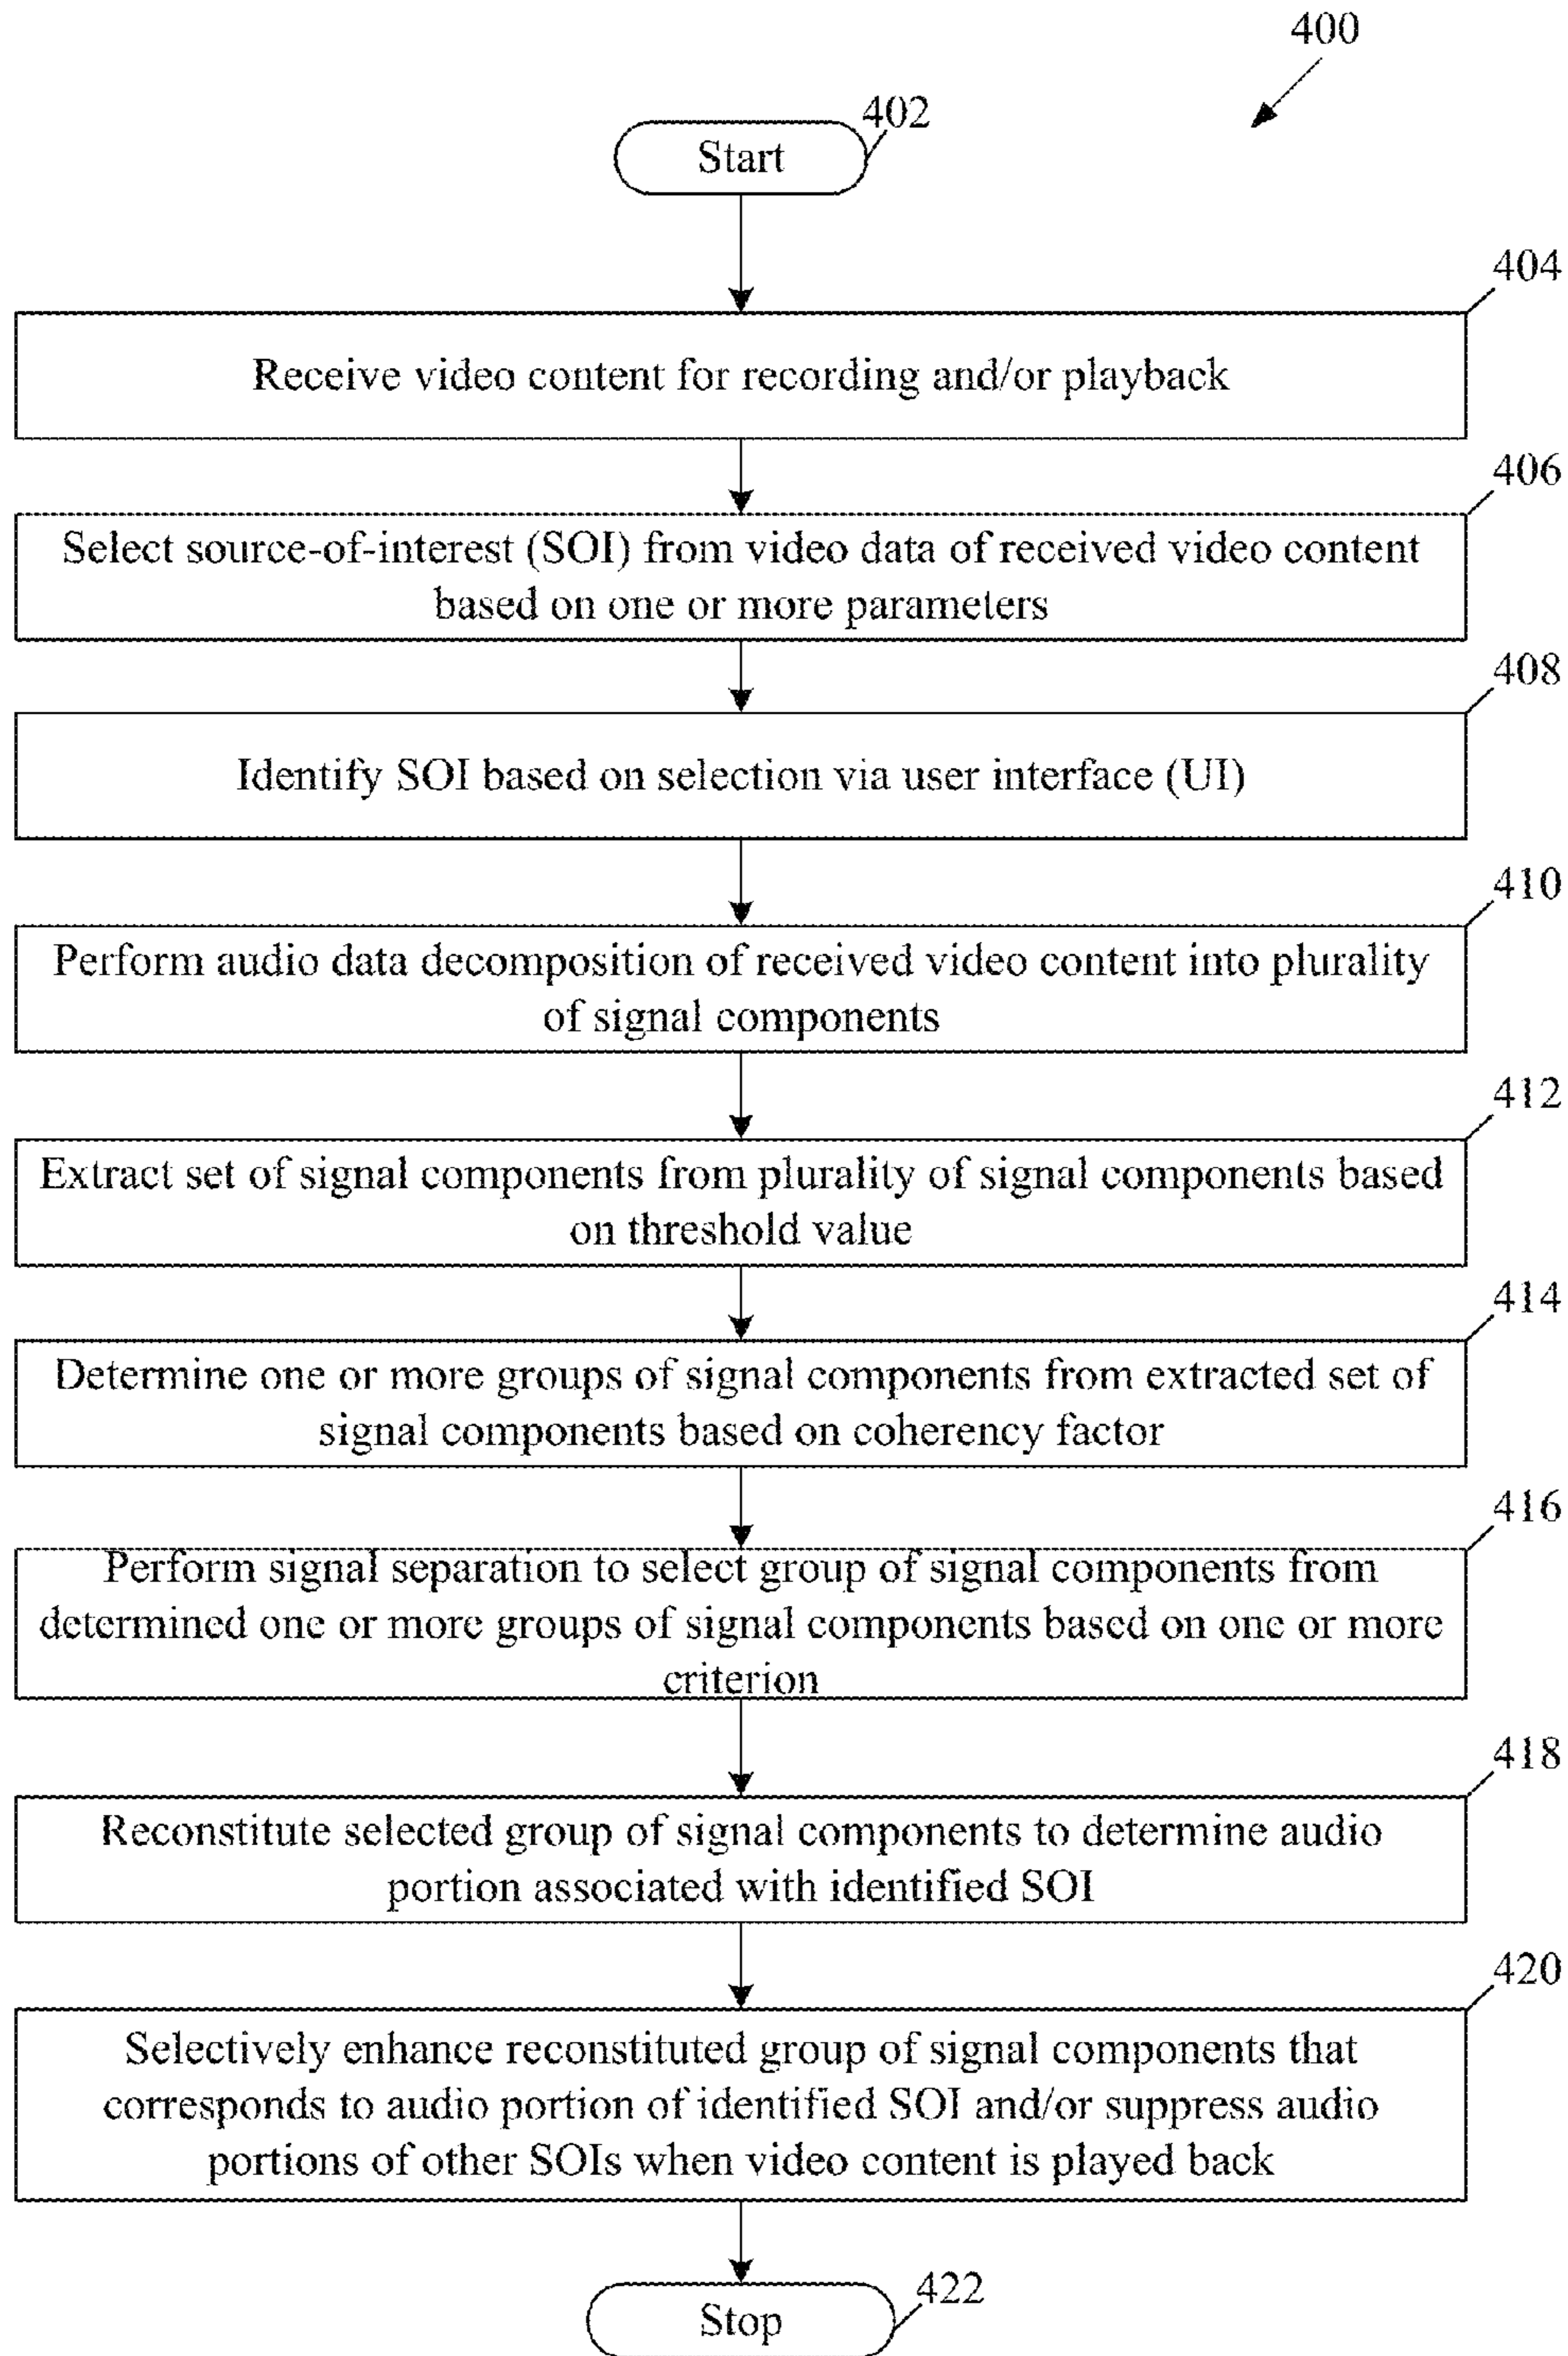 400
402
Start
404
Receive video content for recording and/or playback
406
Select source-of-interest (SOI) from video data of received video content
based on one or more parameters
408
Identify SOI based on selection via user interface (UI)
410
Perform audio data decomposition of received video content into plurality
of signal components
412
Extract set of signal components from plurality of signal components based
on threshold value
414
Determine one or more groups of signal components from extracted set of
signal components based on coherency factor
416
Perform signal separation to select group of signal components from
determined one or more groups of signal components based on one or more
criterion
418
Reconstitute selected group of signal components to determine audio
portion associated with identified SOI
420
Selectively enhance reconstituted group of signal components that
corresponds to audio portion of identified SOI and/or suppress audio
portions of other SOIs when video content is played back
422
Stop